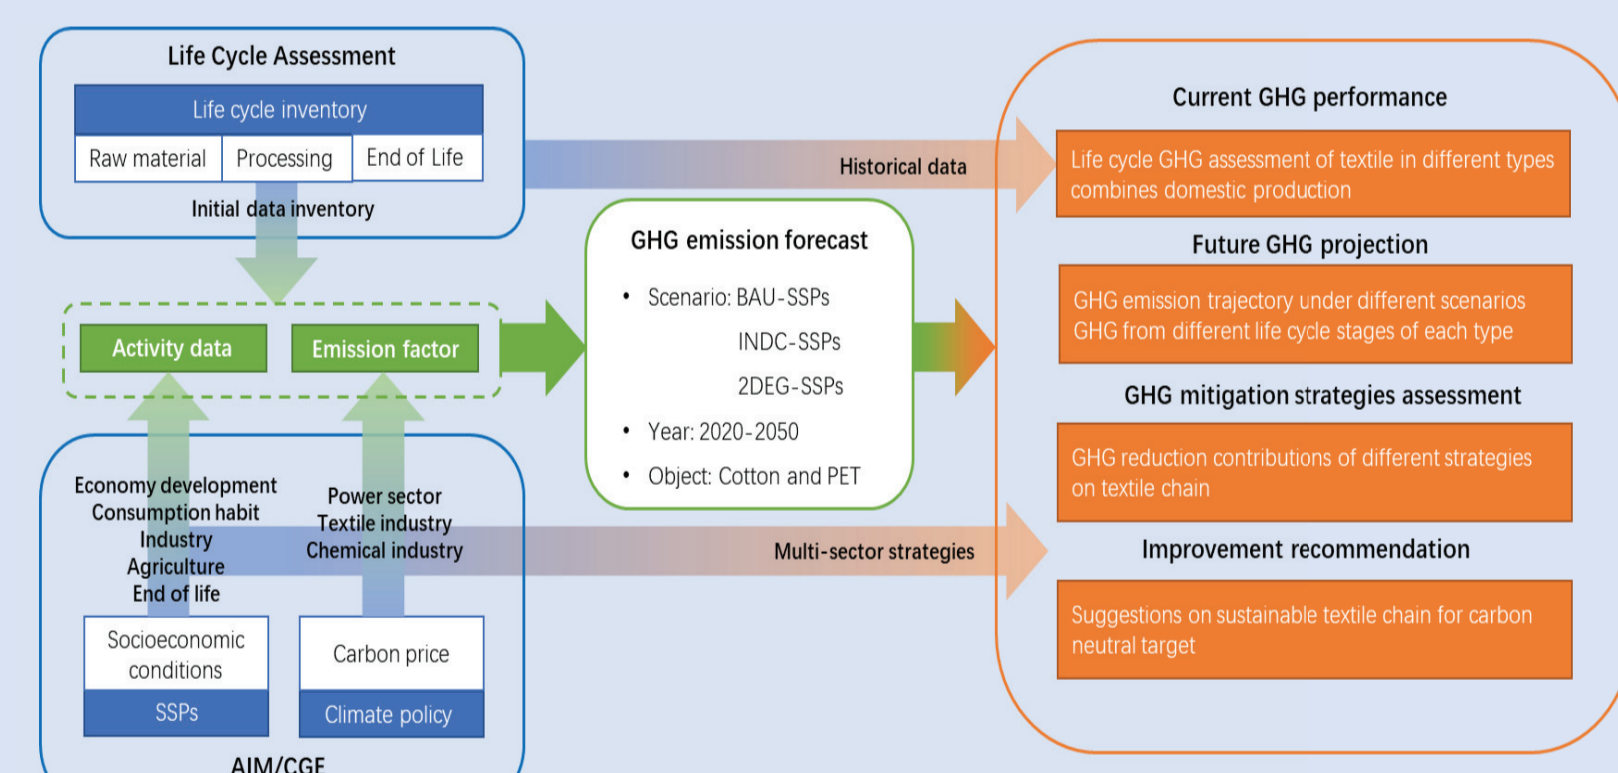 Life Cycle Assessment
Life cycle inventory
Raw material
Processing
End of Life
Initial data inventory
Activity data
Emission factor
Economy development
Consumption habit
Industry
Agriculture
End of life
Power sector
Textile industry
Chemical industry
Socioeconomic
conditions
SSPs
Carbon price
Climate policy
AIM/CGE
Historical data
GHG emission forecast
• Scenario: BAU-SSPs
INDC-SSPs
2DEG-SSPs
• Year: 2020-2050
• Object: Cotton and PET
Multi-sector strategies
Current GHG performance
Life cycle GHG assessment of textile in different types
combines domestic production
Future GHG projection
GHG emission trajectory under different scenarios
GHG from different life cycle stages of each type
GHG mitigation strategies assessment
GHG reduction contributions of different strategies
on textile chain
Improvement recommendation
Suggestions on sustainable textile chain for carbon
neutral target